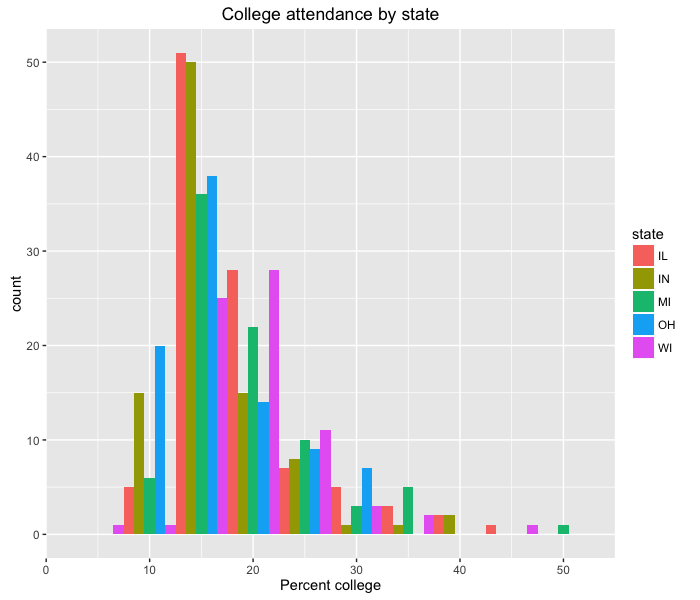 College attendance by state
50
40
30
20
10
0
count
0 10 20 30 40 50
Percent college
state
IL
IN
MI
OH
WI